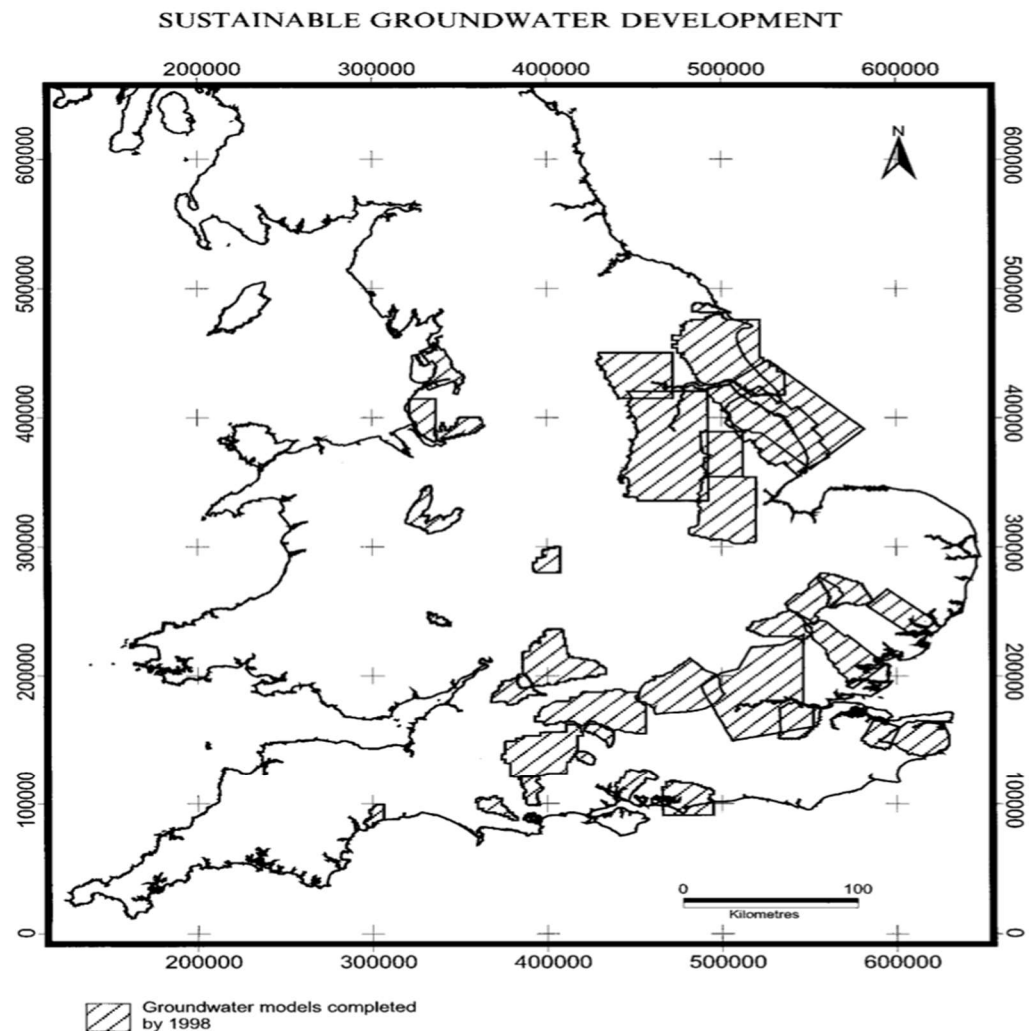 SUSTAINABLE GROUNDWATER DEVELOPMENT
200000 300000 400000 500000 600000
N
600000 600000
500000 500000
400000 400000
300000 300000
200000 200000
100000 100000
0 100
Kilometres
0 0
200000 300000 400000 500000 600000
Groundwater models completed
by 1998